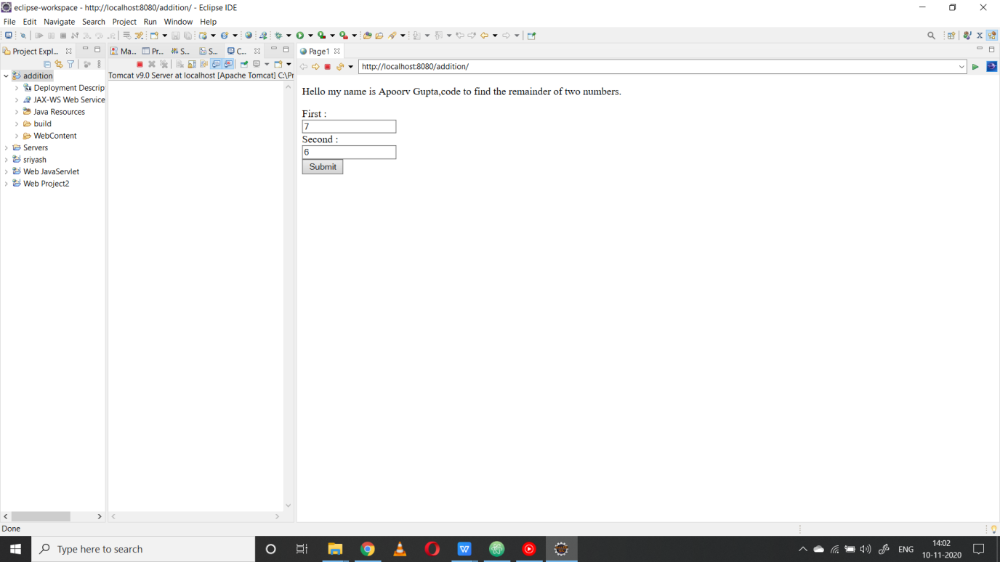 eclipse-workspace - http://localhost:8080/addition/ - Eclipse IDE
File Edit Navigate Search Project Run Window Help
Project Expl...
Ma...
Pr...
S...
S...
C...
Page1
http://localhost:8080/addition/
addition
Deployment Descrip
JAX-WS Web Service
Java Resources
build
WebContent
Servers
sriyash
Web JavaServlet
Web Project2
Tomcat v9.0 Server at localhost [Apache Tomcat] C:\Pr
Hello my name is Apoorv Gupta,code to find the remainder of two numbers.
First :
7
Second :
6
Submit
Done
Type here to search
W
ENG
14:02
10-11-2020